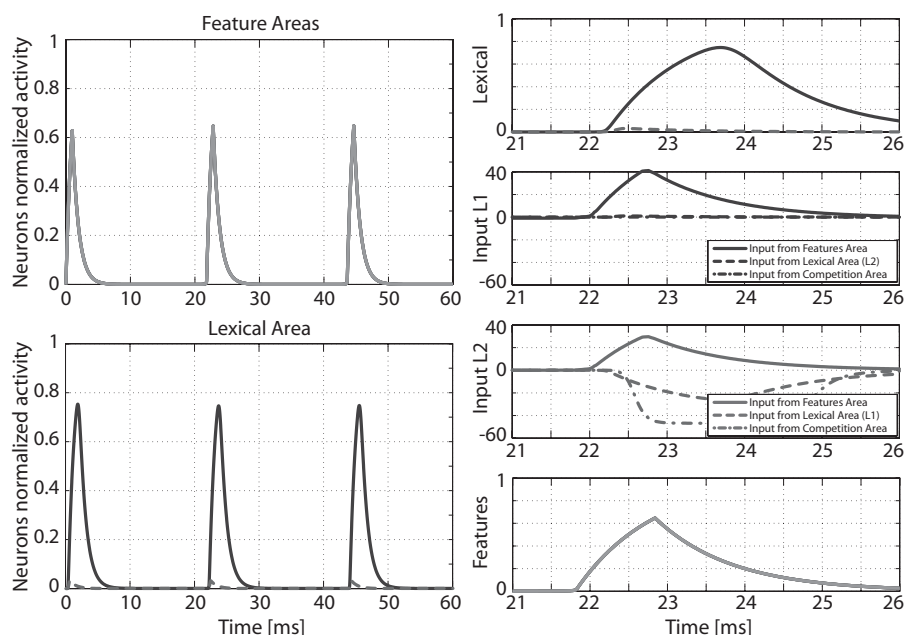 Feature Areas
Neurons normalized activity
1
0.8
0.6
0.4
0.2
0
0 10 20 30 40 50 60
Lexical Area
Neurons normalized activity
1
0.8
0.6
0.4
0.2
0
0 10 20 30 40 50 60
Time [ms]
Lexical
1
0
21 22 23 24 25 26
Input L1
40
0
-60
Input from Features Area
Input from Lexical Area (L2)
Input from Competition Area
21 22 23 24 25 26
Input L2
40
0
-60
Input from Features Area
Input from Lexical Area (L1)
Input from Competition Area
21 22 23 24 25 26
Features
1
0
21 22 23 24 25 26
Time [ms]